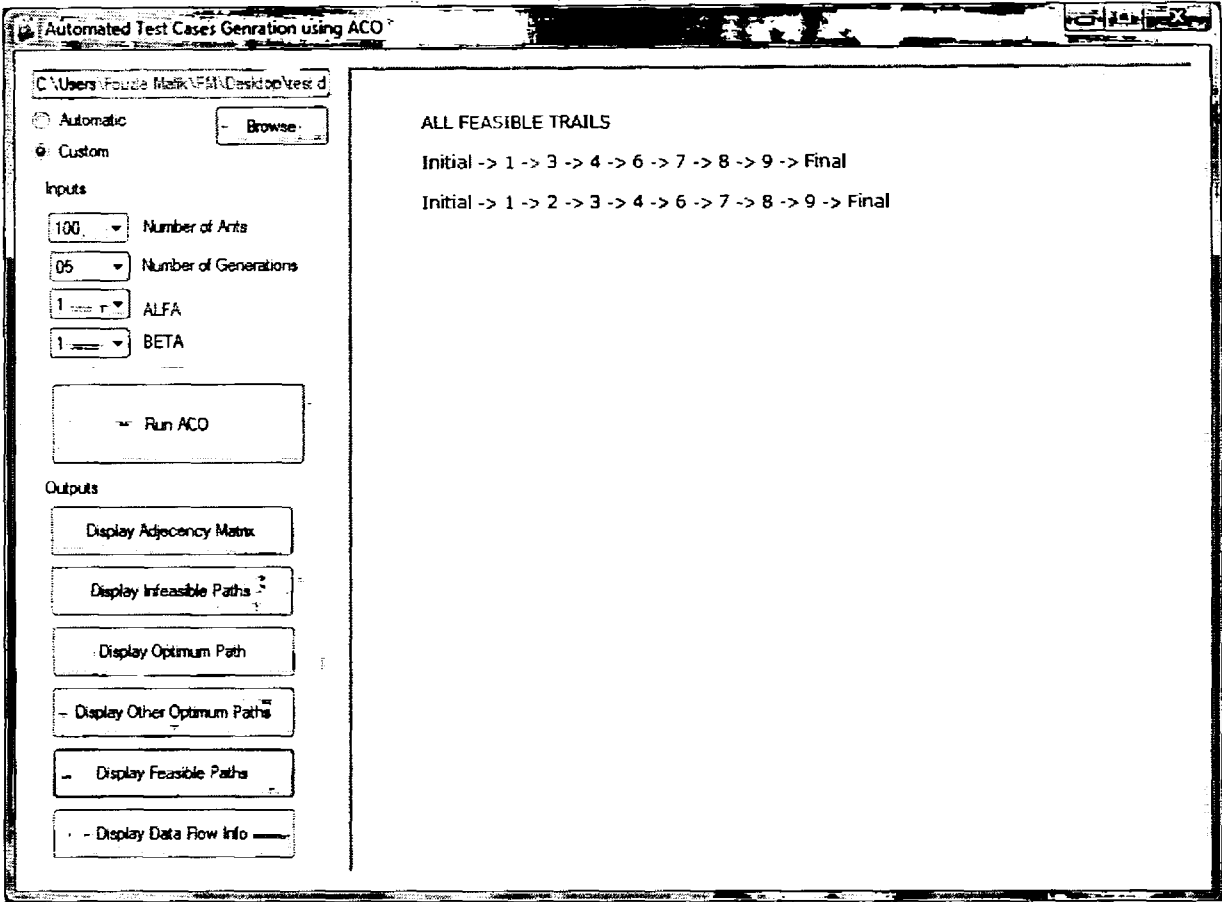 Automated Test Cases Genration using ACO
C:\Users\Fouzia Malik\FM\Desktop\test d
Automatic
Browse
Custom
Inputs
100 Number of Ants
05 Number of Generations
1 ALFA
1 BETA
Run ACO
Outputs
Display Adjecency Matrix
Display Infeasible Paths
Display Optimum Path
Display Other Optimum Paths
Display Feasible Paths
Display Data Flow Info
ALL FEASIBLE TRAILS
Initial -> 1 -> 3 -> 4 -> 6 -> 7 -> 8 -> 9 -> Final
Initial -> 1 -> 2 -> 3 -> 4 -> 6 -> 7 -> 8 -> 9 -> Final